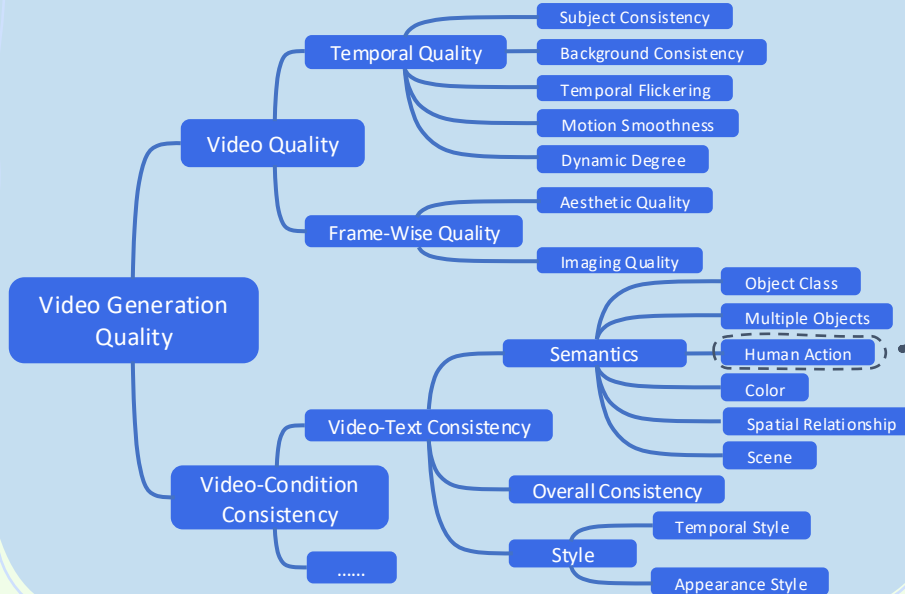 Subject Consistency
Temporal Quality
Background Consistency
Temporal Flickering
Motion Smoothness
Video Quality
Dynamic Degree
Aesthetic Quality
Frame-Wise Quality
Imaging Quality
Video Generation
Quality
Object Class
Multiple Objects
Semantics
Human Action
Color
Video-Text Consistency
Spatial Relationship
Scene
Video-Condition
Consistency
Overall Consistency
Temporal Style
Style
......
Appearance Style